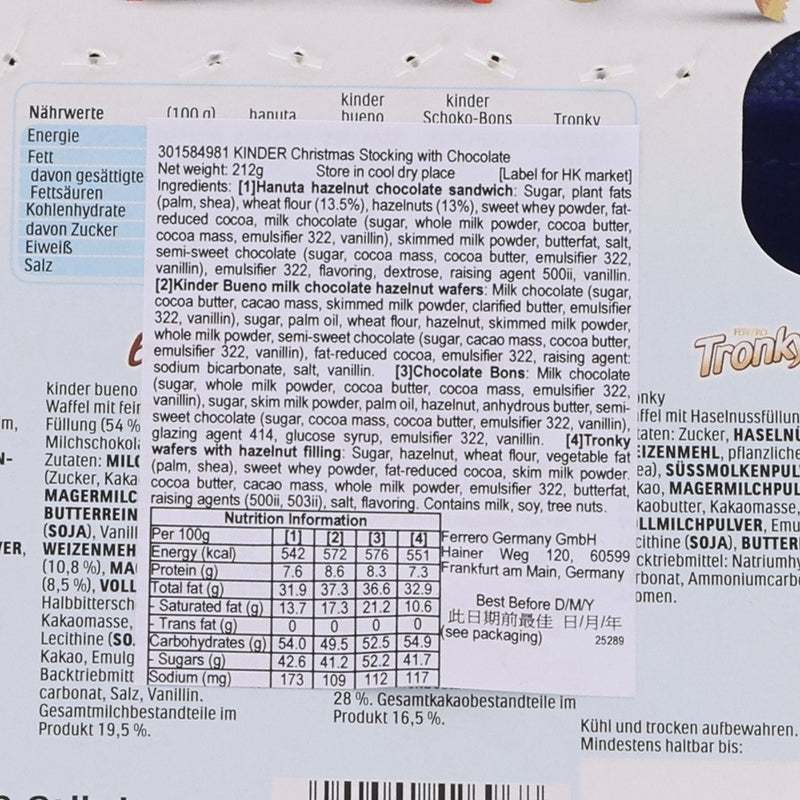 Nährwerte (100 g) hanuta kinder bueno kinder Schoko-Bons Tronky
Energie
Fett
davon gesättigte
Fettsäuren
Kohlenhydrate
davon Zucker
Eiweiß
Salz
301584981 KINDER Christmas Stocking with Chocolate
Net weight: 212g Store in cool dry place [Label for HK market]
Ingredients: [1]Hanuta hazelnut chocolate sandwich: Sugar, plant fats
(palm, shea), wheat flour (13.5%), hazelnuts (13%), sweet whey powder, fat-
reduced cocoa, milk chocolate (sugar, whole milk powder, cocoa butter,
cocoa mass, emulsifier 322, vanillin), skimmed milk powder, butterfat, salt,
semi-sweet chocolate (sugar, cocoa mass, cocoa butter, emulsifier 322,
vanillin), emulsifier 322, flavoring, dextrose, raising agent 500ii, vanillin.
[2]Kinder Bueno milk chocolate hazelnut wafers: Milk chocolate (sugar,
cocoa butter, cacao mass, skimmed milk powder, clarified butter, emulsifier
322, vanillin), sugar, palm oil, wheat flour, hazelnut, skimmed milk powder,
whole milk powder, semi-sweet chocolate (sugar, cacao mass, cocoa butter,
emulsifier 322, vanillin), fat-reduced cocoa, emulsifier 322, raising agent:
sodium bicarbonate, salt, vanillin. [3]Chocolate Bons: Milk chocolate
(sugar, whole milk powder, cocoa butter, cocoa mass, emulsifier 322,
vanillin), sugar, skim milk powder, palm oil, hazelnut, anhydrous butter, semi-
sweet chocolate (sugar, cocoa mass, cocoa butter, emulsifier 322, vanillin),
glazing agent 414, glucose syrup, emulsifier 322, vanillin. [4]Tronky
wafers with hazelnut filling: Sugar, hazelnut, wheat flour, vegetable fat
(palm, shea), sweet whey powder, fat-reduced cocoa, skim milk powder.
cocoa butter, cacao mass, whole milk powder, emulsifier 322, butterfat,
raising agents (500ii, 503ii), salt, flavoring. Contains milk, soy, tree nuts.
Nutrition Information
Per 100g [1] [2] [3] [4]
Energy (kcal) 542 572 576 551
Protein (g) 7.6 8.6 8.3 7.3
Total fat (g) 31.9 37.3 36.6 32.9
- Saturated fat (g) 13.7 17.3 21.2 10.6
- Trans fat (g) 0 0 0 0
Carbohydrates (g) 54.0 49.5 52.5 54.9
- Sugars (g) 42.6 41.2 52.2 41.7
Sodium (mg) 173 109 112 117
Ferrero Germany GmbH
Hainer Weg 120, 60599
Frankfurt am Main, Germany
Best Before D/M/Y
此日期前最佳 日/月/年
(see packaging) 25289
kinder bueno
Waffel mit fein
Füllung (54 %
Milchschokola
Zutaten: MILC
(Zucker, Kaka
MAGERMILC
BUTTERREIN
(SOJA), Vanill
WEIZENMEH
(10,8 %), MA
(8,5 %), VOLL
Halbbittersch
Kakaomasse,
Lecithine (SO
Kakao, Emulg
Backtriebmitt
carbonat, Salz, Vanillin.
Gesamtmilchbestandteile im
Produkt 19,5 %.
28 %. Gesamtkakaobestandteile im
Produkt 16,5 %.
FERRERO
Tronky
onky
affel mit Haselnussfüllun
taten: Zucker, HASELNÜ
EIZENMEHL, pflanzliche
ea), SÜSSMOLKENPUL
kao, MAGERMILCHPUL
kaobutter, Kakaomasse,
LLMILCHPULVER, Emu
cithine (SOJA), BUTTER
cktriebmittel: Natriumhy
rbonat, Ammoniumcarb
omen.
Kühl und trocken aufbewahren.
Mindestens haltbar bis: